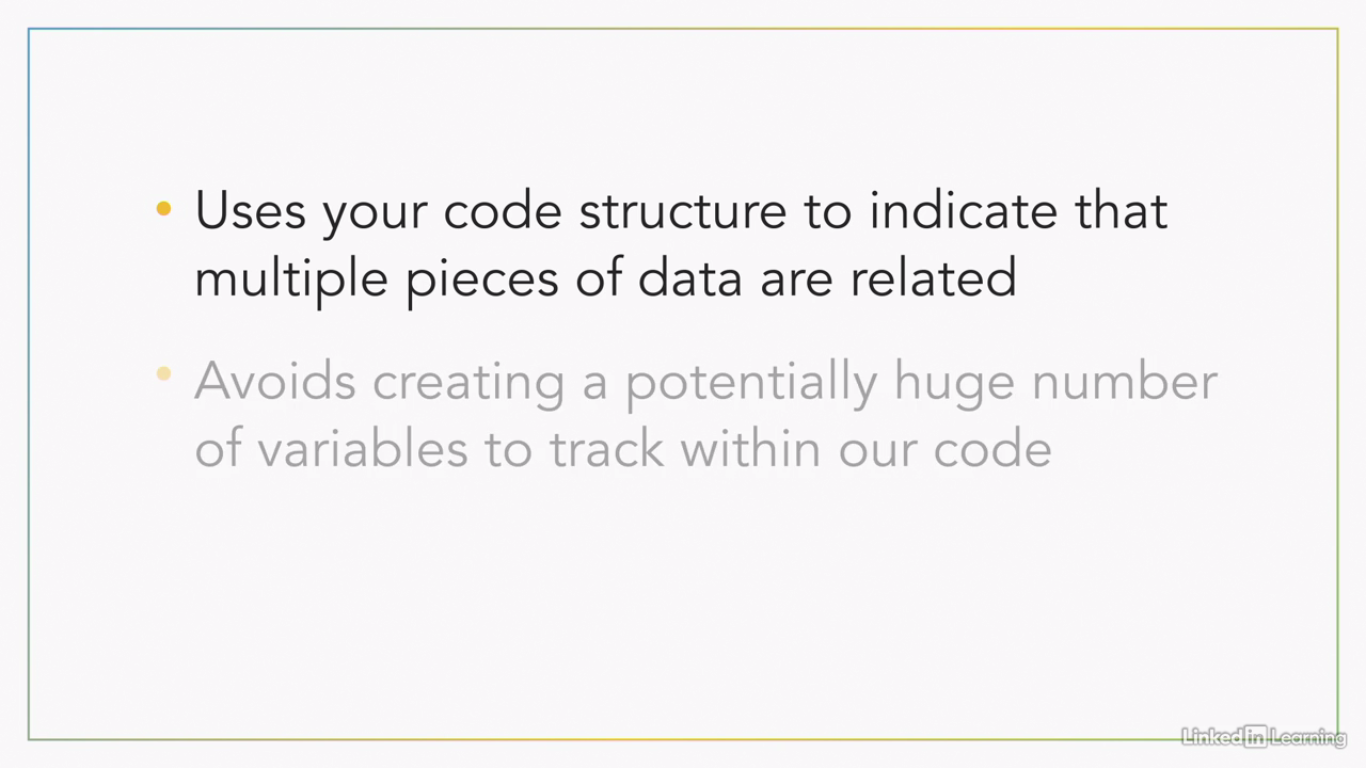 • Uses your code structure to indicate that
multiple pieces of data are related
• Avoids creating a potentially huge number
of variables to track within our code
Linked in Learning